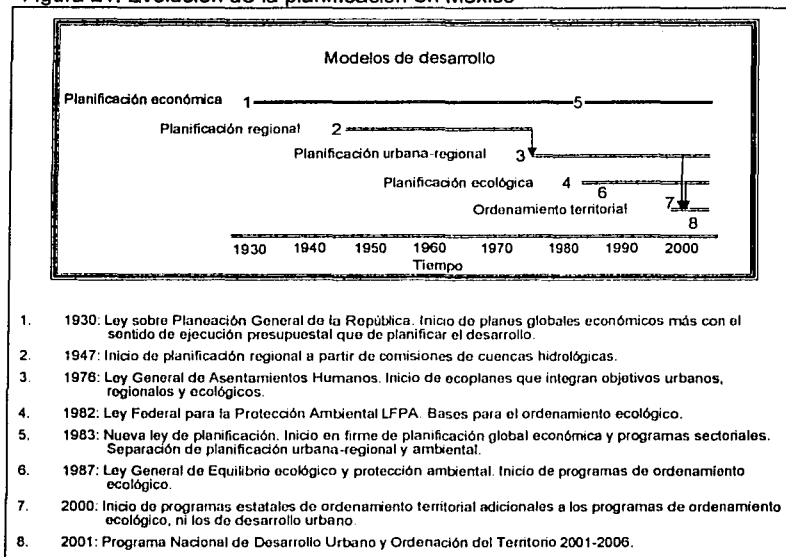 Figura 21. Evolución de la planificación en México
Modelos de desarrollo
Planificación económica 1 5
Planificación regional 2
Planificación urbana-regional 3
Planificación ecológica 4
6
Ordenamiento territorial 7
8
1930 1940 1950 1960 1970 1980 1990 2000
Tiempo
1. 1930: Ley sobre Planeación General de la República. Inicio de planes globales económicos más con el
sentido de ejecución presupuestal que de planificar el desarrollo.
2. 1947: Inicio de planificación regional a partir de comisiones de cuencas hidrológicas.
3. 1976: Ley General de Asentamientos Humanos. Inicio de ecoplanes que integran objetivos urbanos,
regionales y ecológicos.
4. 1982: Ley Federal para la Protección Ambiental LFPA. Bases para el ordenamiento ecológico.
5. 1983: Nueva ley de planificación. Inicio en firme de planificación global económica y programas sectoriales.
Separación de planificación urbana-regional y ambiental.
6. 1987: Ley General de Equilibrio ecológico y protección ambiental. Inicio de programas de ordenamiento
ecológico.
7. 2000: Inicio de programas estatales de ordenamiento territorial adicionales a los programas de ordenamiento
ecológico, ni los de desarrollo urbano.
8. 2001: Programa Nacional de Desarrollo Urbano y Ordenación del Territorio 2001-2006.